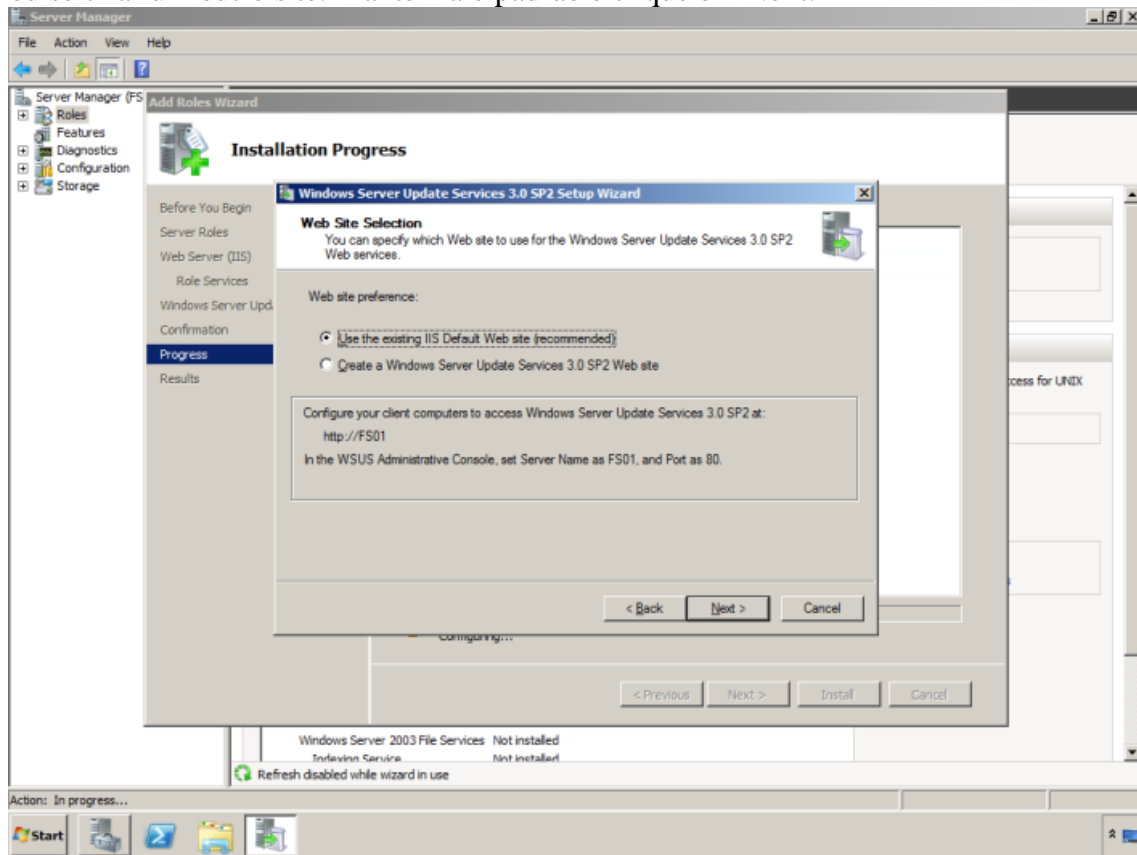 Server Manager
File Action View Help
Server Manager (FS
Roles
Features
Diagnostics
Configuration
Storage
Add Roles Wizard
Installation Progress
Before You Begin
Server Roles
Web Server (IIS)
Role Services
Windows Server Upd
Confirmation
Progress
Results
Windows Server Update Services 3.0 SP2 Setup Wizard
Web Site Selection
You can specify which Web site to use for the Windows Server Update Services 3.0 SP2
Web services.
Web site preference:
Use the existing IIS Default Web site (recommended)
Create a Windows Server Update Services 3.0 SP2 Web site
Configure your client computers to access Windows Server Update Services 3.0 SP2 at:
http://FS01
In the WSUS Administrative Console, set Server Name as FS01, and Port as 80.
< Back Next > Cancel
Configuring...
< Previous Next > Install Cancel
cess for UNIX
Windows Server 2003 File Services Not installed
Indexing Service Not installed
Refresh disabled while wizard in use
Action: In progress...
Start